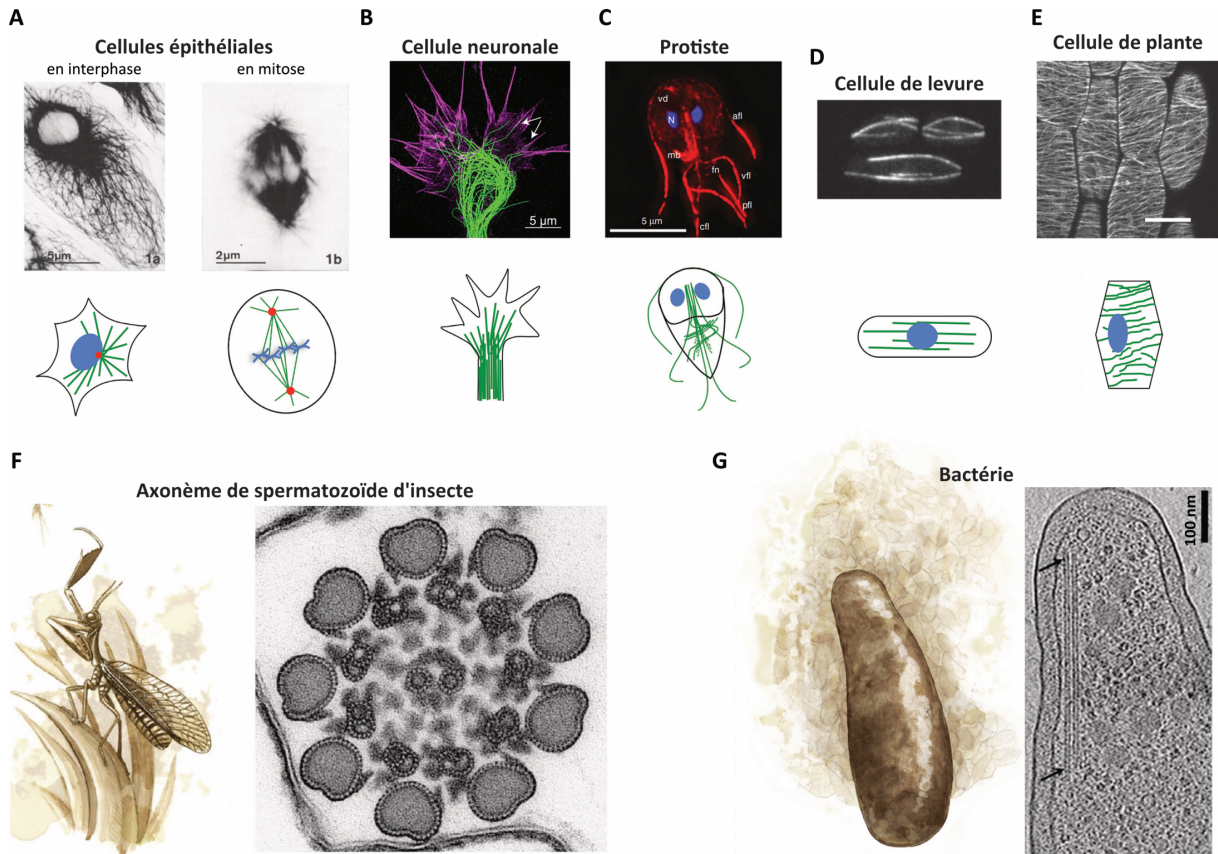 A
Cellules épithéliales
en interphase
en mitose
5µm
1a
2µm
1b
B
Cellule neuronale
5 µm
C
Protiste
vd
N
afl
mb
fn
vfl
pfl
cfl
5 µm
D
Cellule de levure
E
Cellule de plante
F
Axonème de spermatozoïde d'insecte
G
Bactérie
100 nm